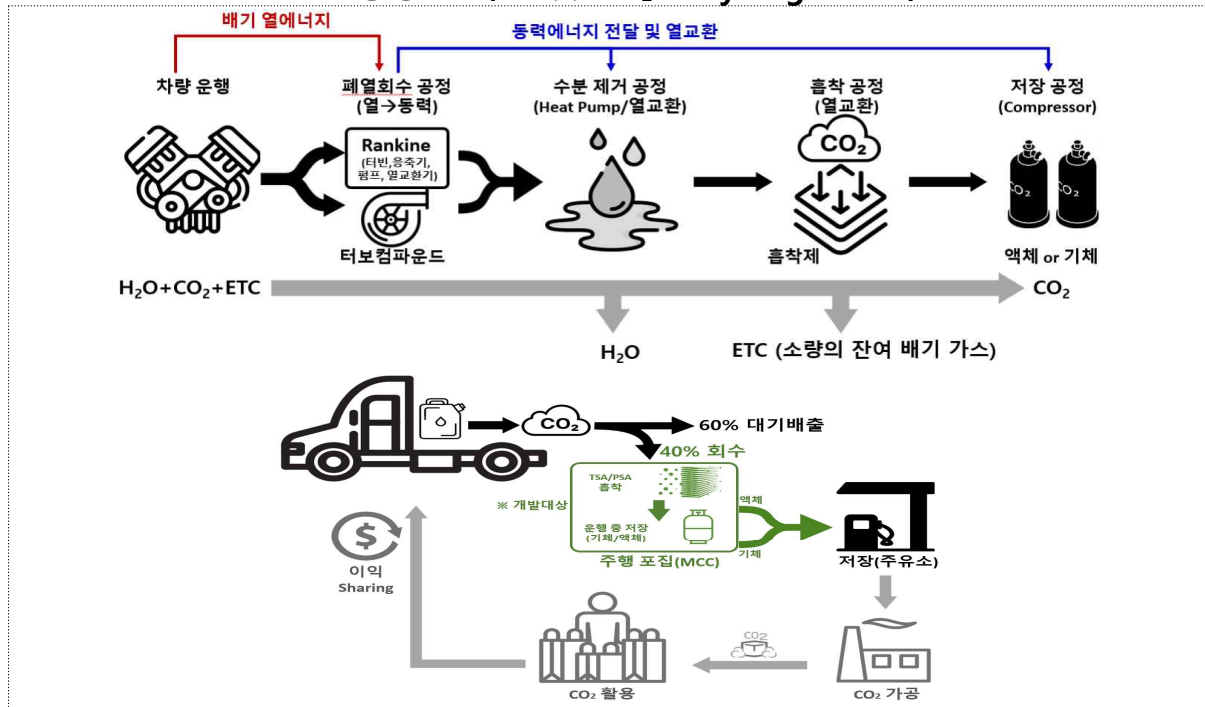 배기 열에너지
동력에너지 전달 및 열교환
차량 운행
폐열회수 공정
(열→동력)
수분 제거 공정
(Heat Pump/열교환)
흡착 공정
(열교환)
저장 공정
(Compressor)
Rankine
(터빈,응축기,
펌프, 열교환기)
CO₂
CO₂
CO₂
터보컴파운드
흡착제
액체 or 기체
H₂O+CO₂+ETC
CO₂
H₂O
ETC (소량의 잔여 배기 가스)
CO₂
60% 대기배출
40% 회수
TSA/PSA
흡착
※ 개발대상
액체
운행 중 저장
(기체/액체)
기체
주행 포집(MCC)
저장(주유소)
$
이익
Sharing
CO2
CO₂ 활용
CO₂ 가공